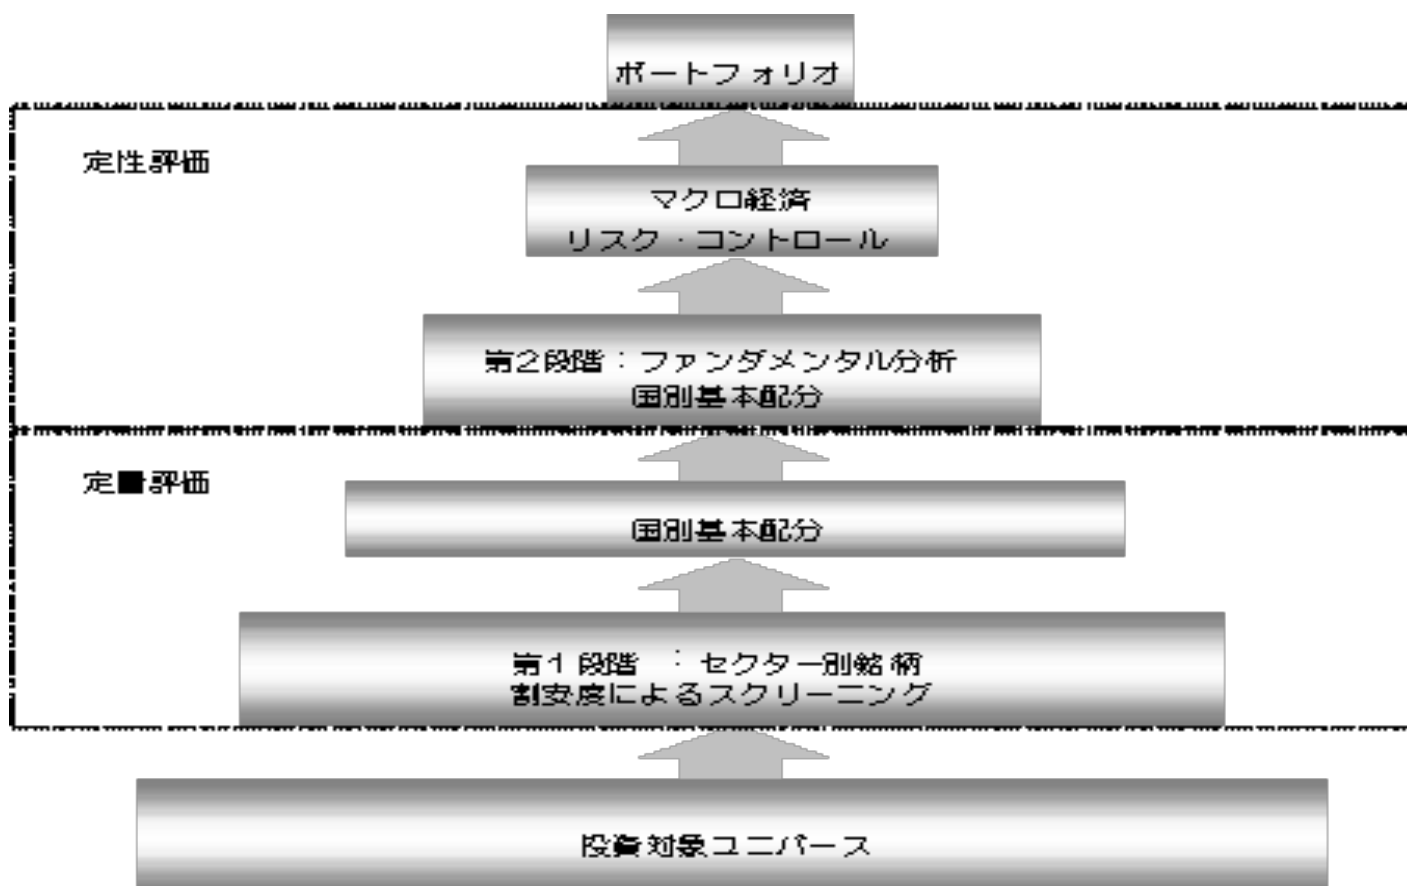 ポートフォリオ
定性評価
マクロ経済
リスク・コントロール
第2段階：ファンダメンタル分析
国別基本配分
定■評価
国別基本配分
第1段階 ：セクター別銘柄
割安度によるスクリーニング
投資対象ユニバース